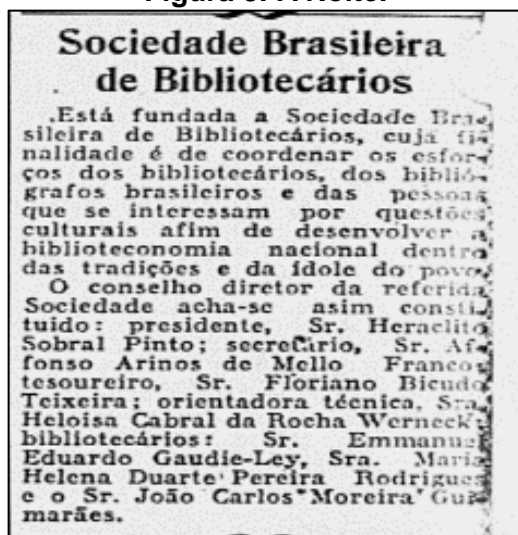 Sociedade Brasileira
de Bibliotecários
Está fundada a Sociedade Bra-
sileira de Bibliotecários, cuja fi-
nalidade é de coordenar os esfor-
ços dos bibliotecários, dos biblió-
grafos brasileiros e das pessoas
que se interessam por questões
culturais afim de desenvolver a
biblioteconomia nacional dentro
das tradições e da ídole do povo.
O conselho diretor da referida
Sociedade acha-se asim consti-
tuido: presidente, Sr. Heraclito
Sobral Pinto; secretário, Sr. Af-
fonso Arinos de Mello Franco;
tesoureiro, Sr. Floriano Bicudo
Teixeira; orientadora técnica, Sra.
Heloisa Cabral da Rocha Werneck;
bibliotecários: Sr. Emmanuel
Eduardo Gaudie-Ley, Sra. Maria
Helena Duarte Pereira Rodrigues
e o Sr. João Carlos Moreira Gui-
marães.